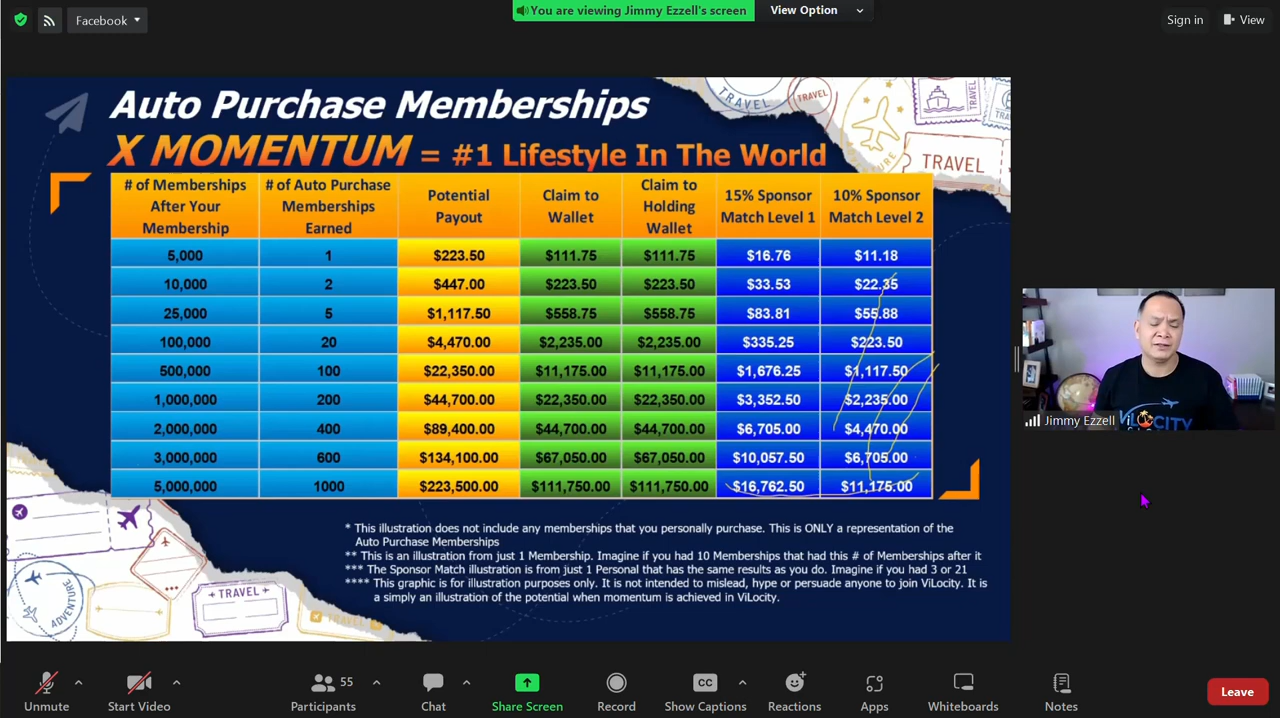 Facebook
You are viewing Jimmy Ezzell's screen
View Option
Sign in
View
Auto Purchase Memberships
X MOMENTUM = #1 Lifestyle In The World
TRAVEL
TRAVEL
TRAVEL
TRAVEL
# of Memberships After Your Membership | # of Auto Purchase Memberships Earned | Potential Payout | Claim to Wallet | Claim to Holding Wallet | 15% Sponsor Match Level 1 | 10% Sponsor Match Level 2
5,000 1 $223.50 $111.75 $111.75 $16.76 $11.18
10,000 2 $447.00 $223.50 $223.50 $33.53 $22.35
25,000 5 $1,117.50 $558.75 $558.75 $83.81 $55.88
100,000 20 $4,470.00 $2,235.00 $2,235.00 $335.25 $223.50
500,000 100 $22,350.00 $11,175.00 $11,175.00 $1,676.25 $1,117.50
1,000,000 200 $44,700.00 $22,350.00 $22,350.00 $3,352.50 $2,235.00
2,000,000 400 $89,400.00 $44,700.00 $44,700.00 $6,705.00 $4,470.00
3,000,000 600 $134,100.00 $67,050.00 $67,050.00 $10,057.50 $6,705.00
5,000,000 1000 $223,500.00 $111,750.00 $111,750.00 $16,762.50 $11,175.00
Jimmy Ezzell
ViLOCITY
* This illustration does not include any memberships that you personally purchase. This is ONLY a representation of the
Auto Purchase Memberships
** This is an illustration from just 1 Membership. Imagine if you had 10 Memberships that had this # of Memberships after it
*** The Sponsor Match illustration is from just 1 Personal that has the same results as you do. Imagine if you had 3 or 21
**** This graphic is for illustration purposes only. It is not intended to mislead, hype or persuade anyone to join ViLocity. It is
a simply an illustration of the potential when momentum is achieved in ViLocity.
ADVENTURE
TRAVEL
TRAVEL
Unmute
Start Video
Participants 55
Chat
Share Screen
Record
CC
Show Captions
Reactions
Apps
Whiteboards
Notes
Leave